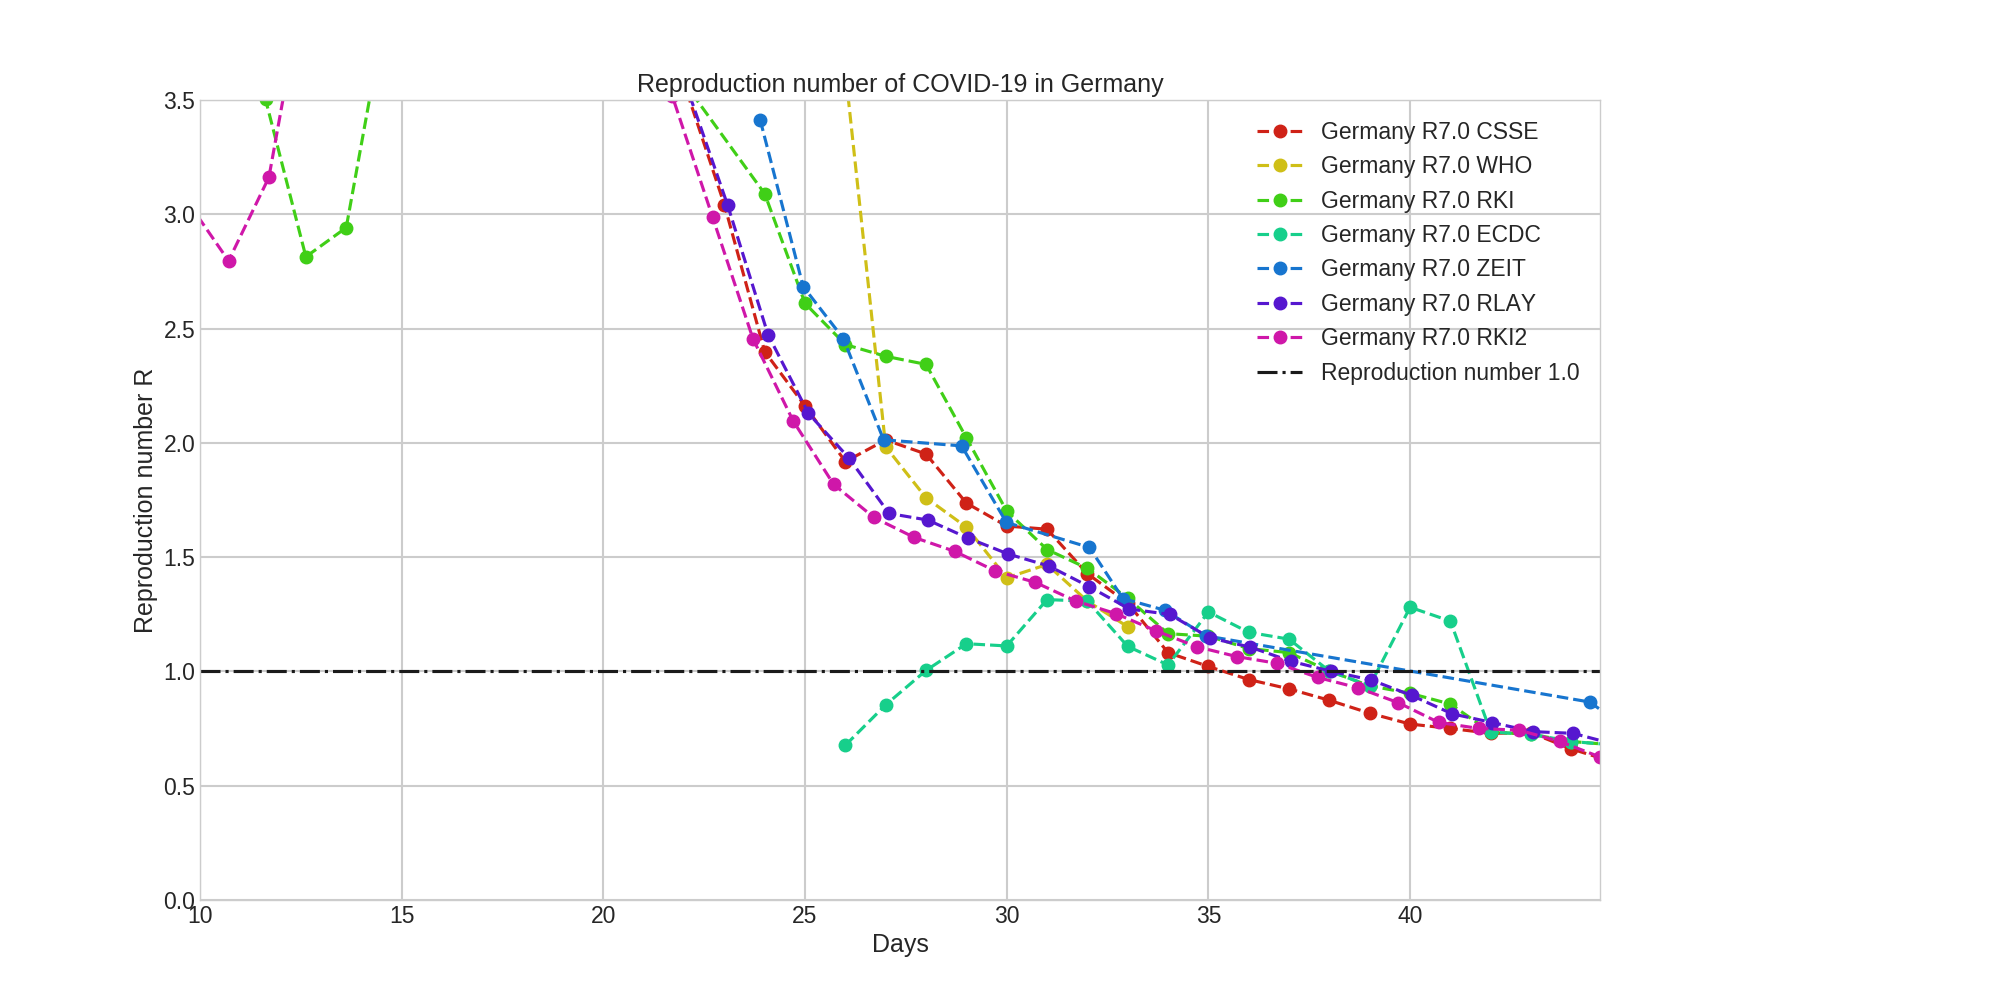 Reproduction number of COVID-19 in Germany
Reproduction number R
3.5
3.0
2.5
2.0
1.5
1.0
0.5
0.0
Germany R7.0 CSSE
Germany R7.0 WHO
Germany R7.0 RKI
Germany R7.0 ECDC
Germany R7.0 ZEIT
Germany R7.0 RLAY
Germany R7.0 RKI2
Reproduction number 1.0
10 15 20 25 30 35 40
Days